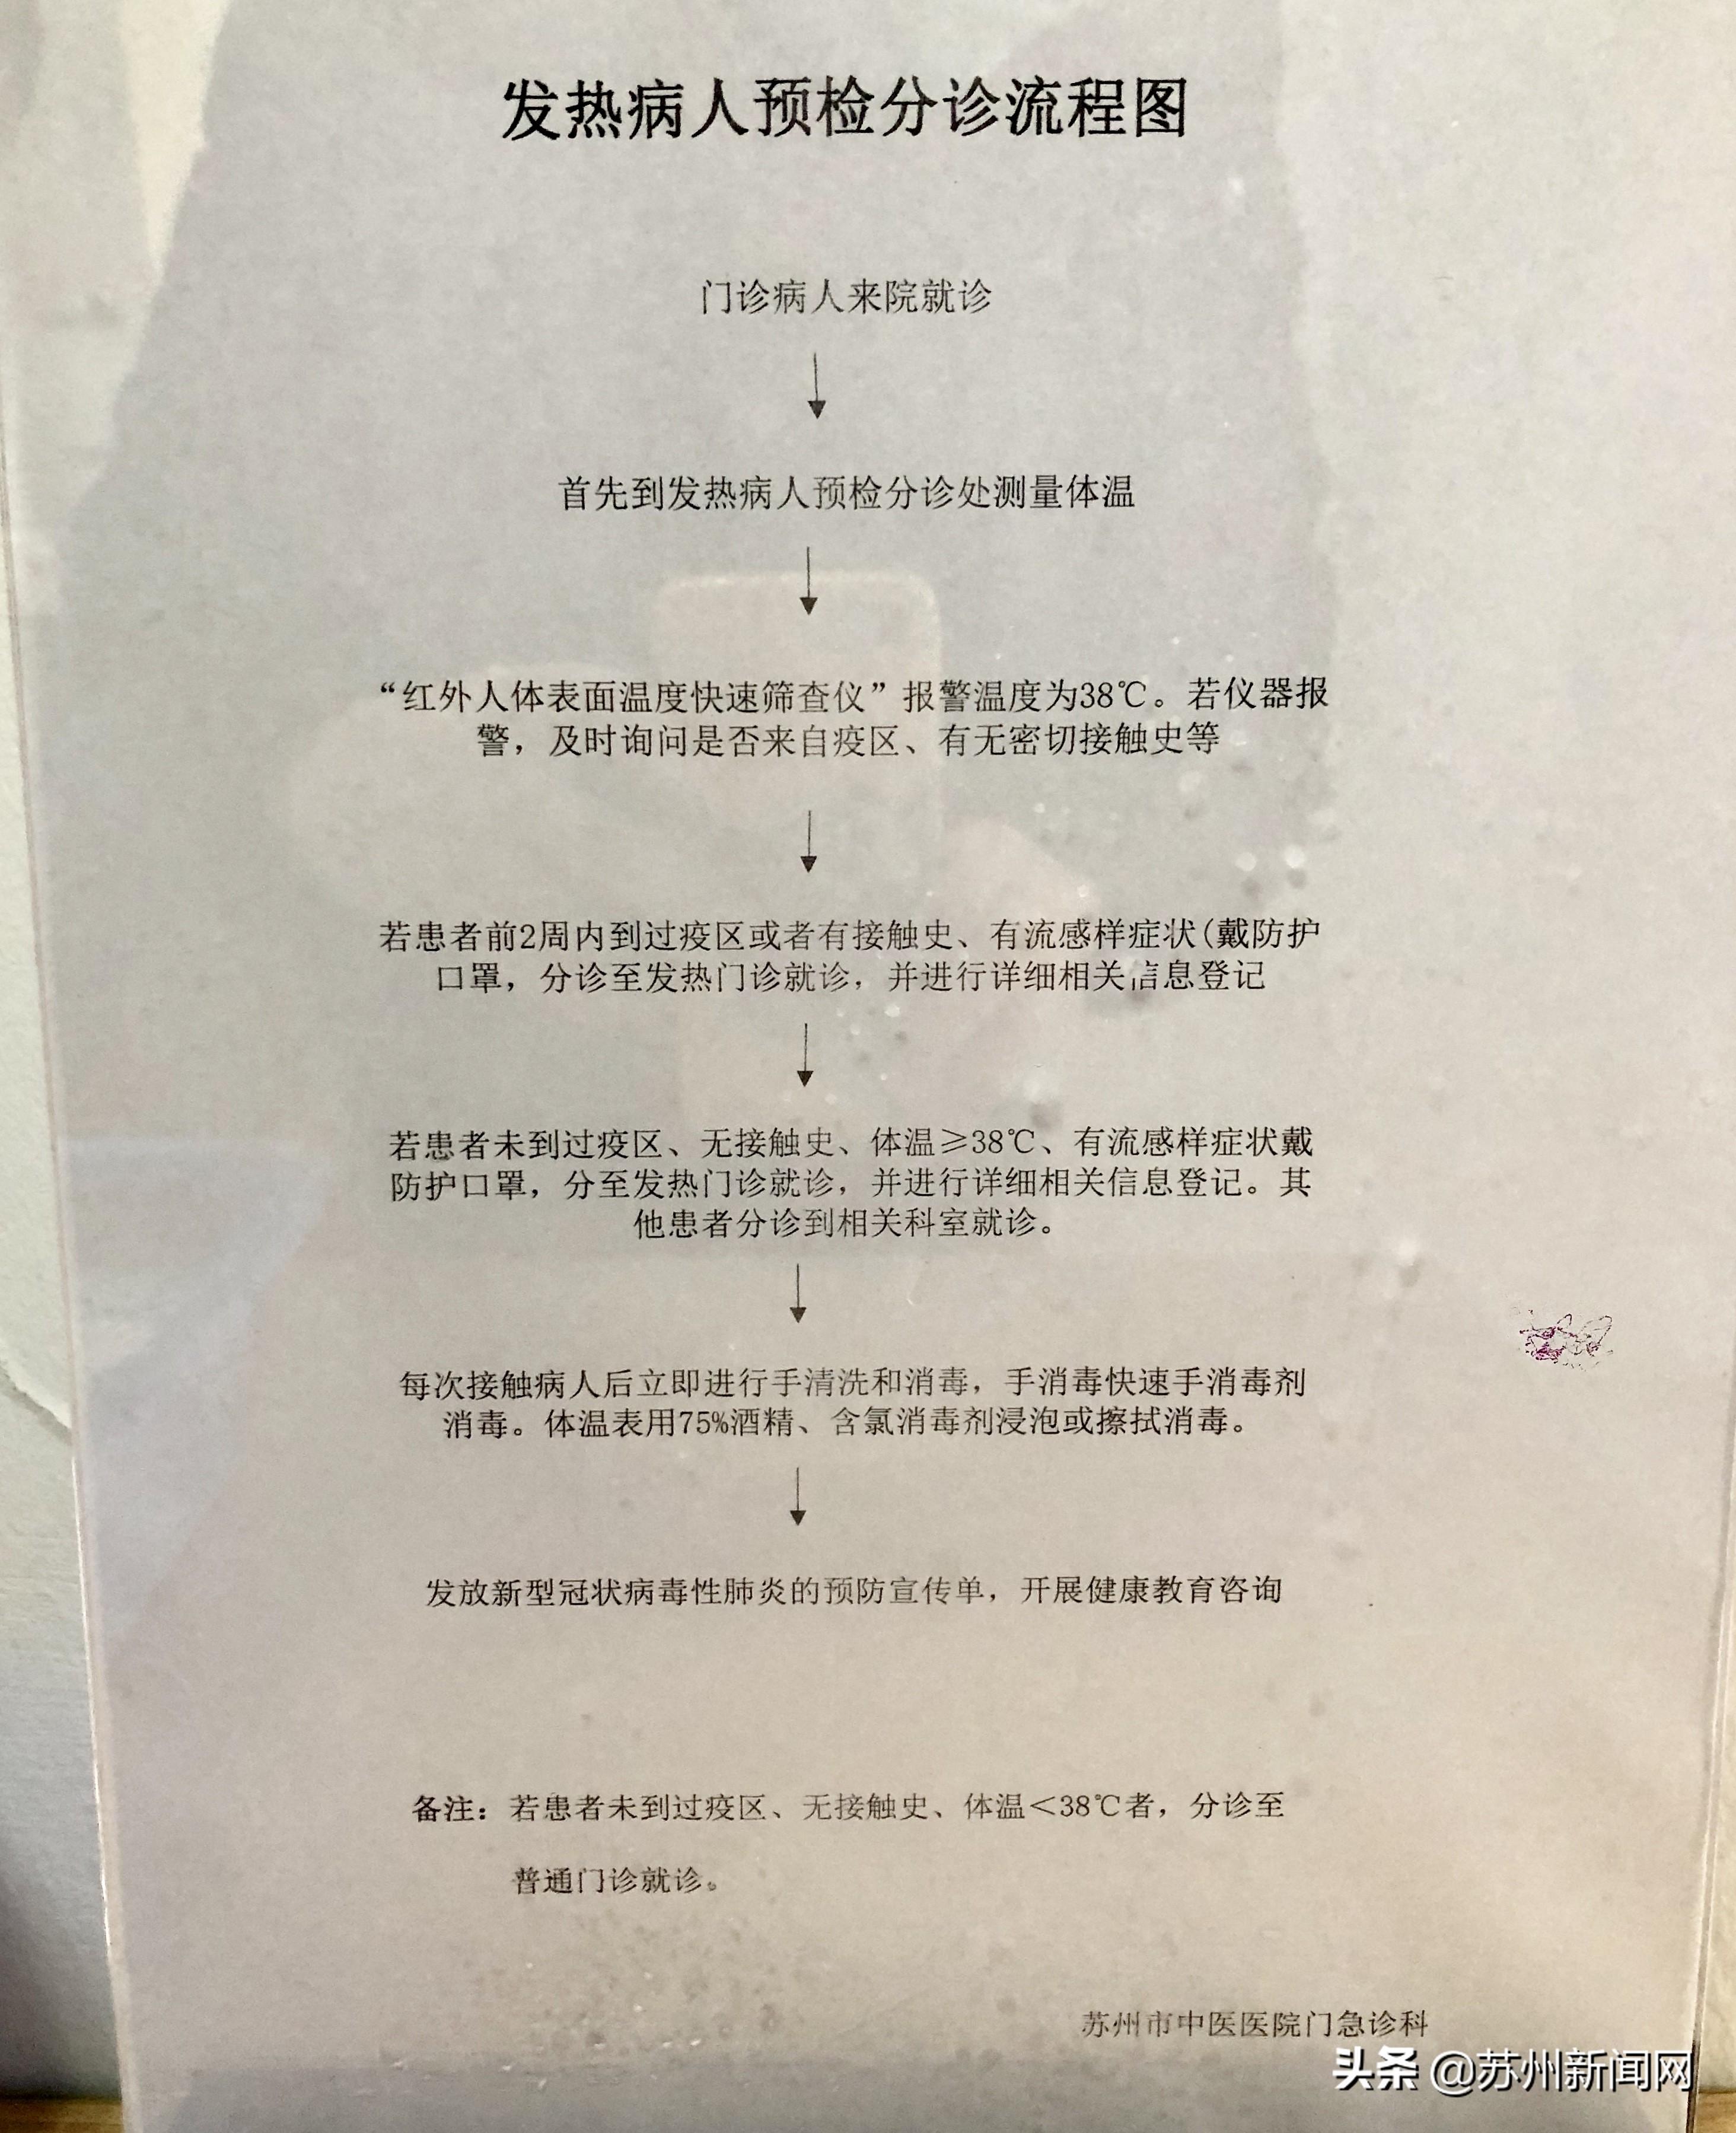 发热病人预检分诊流程图
门诊病人来院就诊
首先到发热病人预检分诊处测量体温
“红外人体表面温度快速筛查仪”报警温度为38℃。若仪器报
警，及时询问是否来自疫区、有无密切接触史等
若患者前2周内到过疫区或者有接触史、有流感样症状(戴防护
口罩，分诊至发热门诊就诊，并进行详细相关信息登记
若患者未到过疫区、无接触史、体温≥38℃、有流感样症状戴
防护口罩，分至发热门诊就诊，并进行详细相关信息登记。其
他患者分诊到相关科室就诊。
每次接触病人后立即进行手清洗和消毒，手消毒快速手消毒剂
消毒。体温表用75%酒精、含氯消毒剂浸泡或擦拭消毒。
发放新型冠状病毒性肺炎的预防宣传单，开展健康教育咨询
备注：若患者未到过疫区、无接触史、体温＜38℃者，分诊至
普通门诊就诊。
苏州市中医医院门急诊科
头条 @苏州新闻网